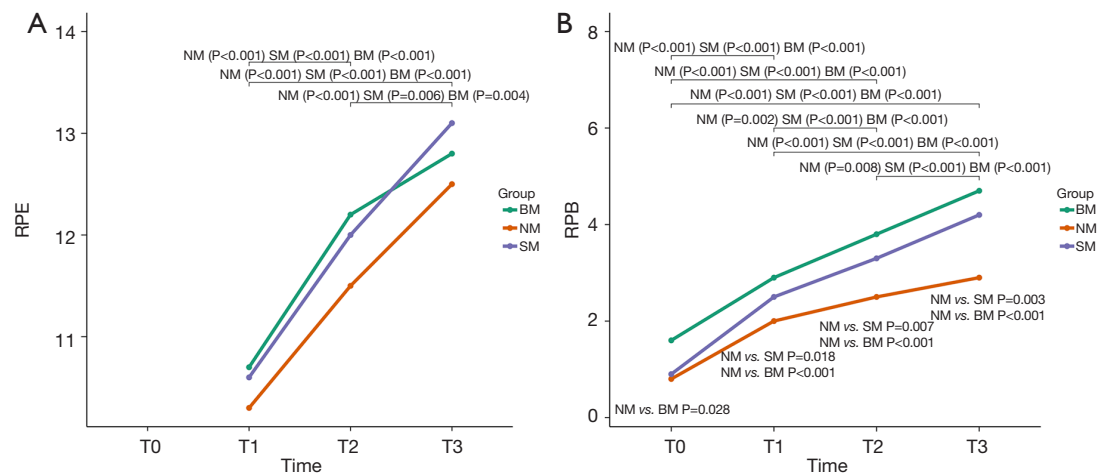 A
14
13
12
11
RPE
NM (P<0.001) SM (P<0.001) BM (P<0.001)
NM (P<0.001) SM (P<0.001) BM (P<0.001)
NM (P<0.001) SM (P=0.006) BM (P=0.004)
Group
BM
NM
SM
T0 T1 T2 T3
Time
B
8
6
4
2
0
RPB
NM (P<0.001) SM (P<0.001) BM (P<0.001)
NM (P<0.001) SM (P<0.001) BM (P<0.001)
NM (P<0.001) SM (P<0.001) BM (P<0.001)
NM (P=0.002) SM (P<0.001) BM (P<0.001)
NM (P<0.001) SM (P<0.001) BM (P<0.001)
NM (P=0.008) SM (P<0.001) BM (P<0.001)
Group
BM
NM
SM
NM vs. SM P=0.003
NM vs. BM P<0.001
NM vs. SM P=0.007
NM vs. BM P<0.001
NM vs. SM P=0.018
NM vs. BM P<0.001
NM vs. BM P=0.028
T0 T1 T2 T3
Time